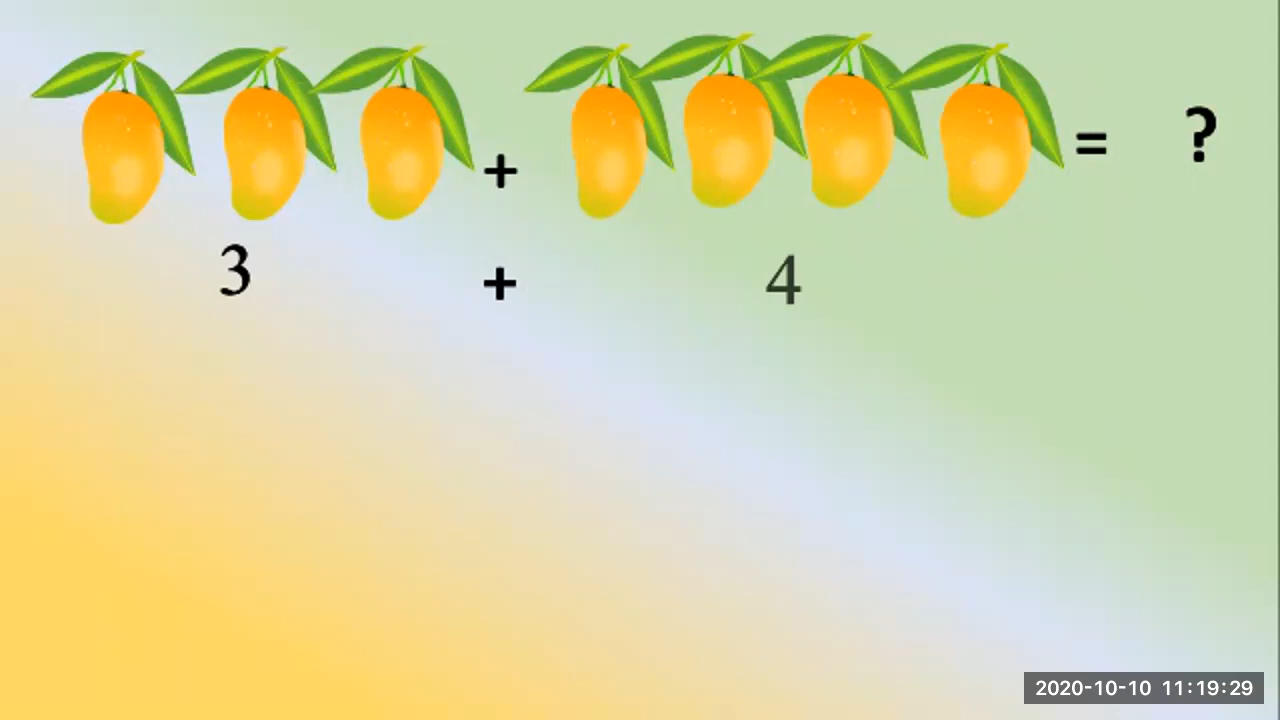 + = ?
3 + 4
2020-10-10 11:19:29